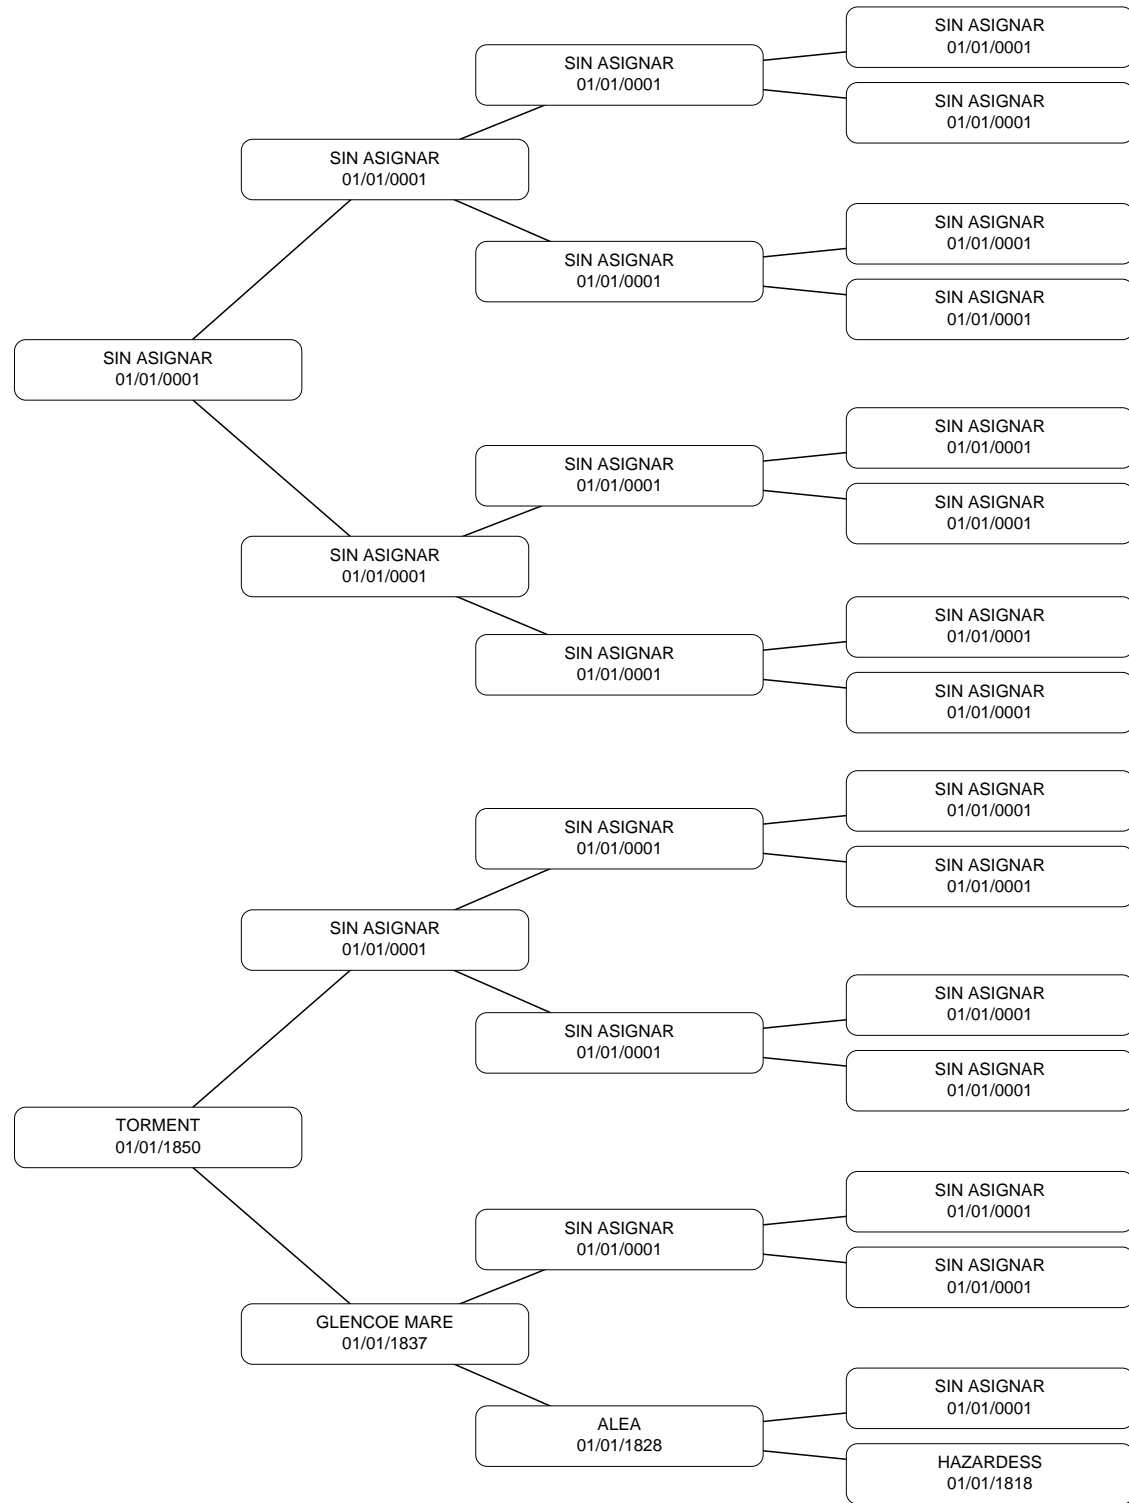 SIN ASIGNAR
01/01/0001
SIN ASIGNAR
01/01/0001
SIN ASIGNAR
01/01/0001
SIN ASIGNAR
01/01/0001
SIN ASIGNAR
01/01/0001
SIN ASIGNAR
01/01/0001
SIN ASIGNAR
01/01/0001
SIN ASIGNAR
01/01/0001
SIN ASIGNAR
01/01/0001
SIN ASIGNAR
01/01/0001
SIN ASIGNAR
01/01/0001
SIN ASIGNAR
01/01/0001
SIN ASIGNAR
01/01/0001
SIN ASIGNAR
01/01/0001
SIN ASIGNAR
01/01/0001
SIN ASIGNAR
01/01/0001
SIN ASIGNAR
01/01/0001
SIN ASIGNAR
01/01/0001
SIN ASIGNAR
01/01/0001
SIN ASIGNAR
01/01/0001
SIN ASIGNAR
01/01/0001
SIN ASIGNAR
01/01/0001
TORMENT
01/01/1850
SIN ASIGNAR
01/01/0001
SIN ASIGNAR
01/01/0001
SIN ASIGNAR
01/01/0001
GLENCOE MARE
01/01/1837
SIN ASIGNAR
01/01/0001
ALEA
01/01/1828
HAZARDESS
01/01/1818